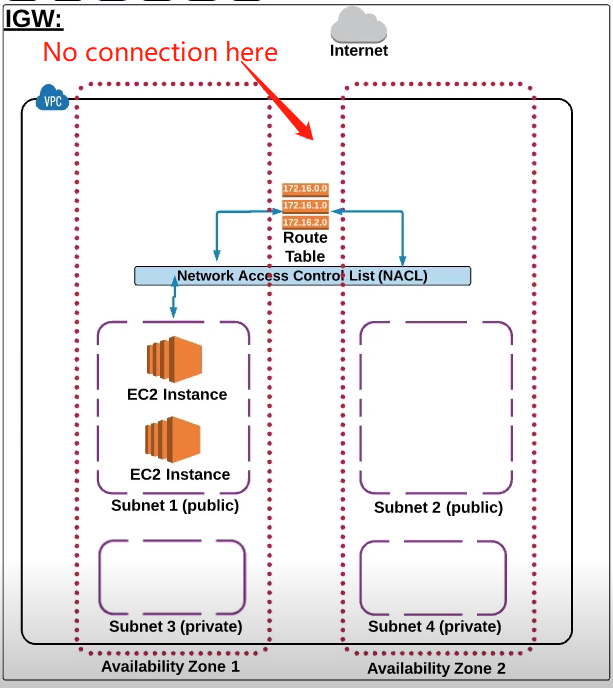 IGW:
Internet
No connection here
VPC
172.16.0.0
172.16.1.0
172.16.2.0
Route
Table
Network Access Control List (NACL)
EC2 Instance
EC2 Instance
Subnet 1 (public)
Subnet 2 (public)
Subnet 3 (private)
Subnet 4 (private)
Availability Zone 1
Availability Zone 2